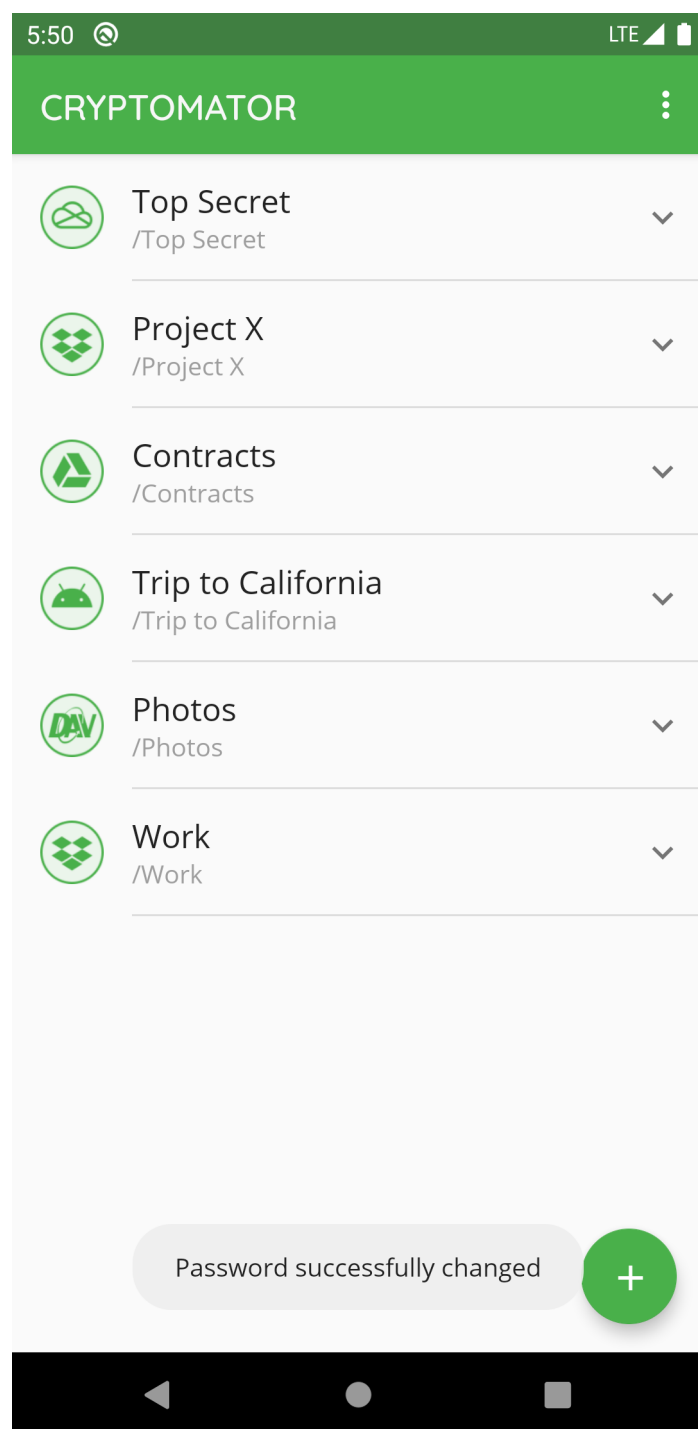 5:50 LTE
CRYPTOMATOR
Top Secret
/Top Secret
Project X
/Project X
Contracts
/Contracts
Trip to California
/Trip to California
DAV
Photos
/Photos
Work
/Work
Password successfully changed